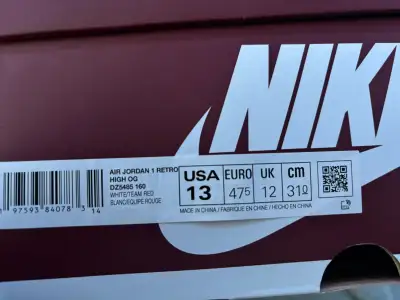 NIKE
AIR JORDAN 1 RETRO
HIGH OG
DZ5485 160
WHITE/TEAM RED
BLANC/EQUIPE ROUGE
USA EURO UK cm
13 47.5 12 31.0
MADE IN CHINA / FABRIQUE EN CHINE / HECHO EN CHINA
97593 84078 3 14